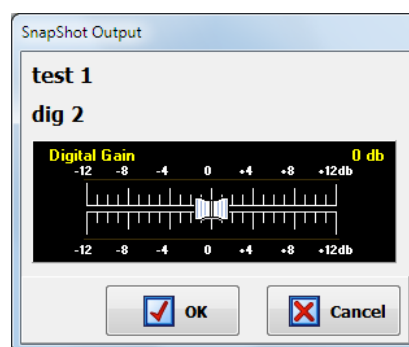 SnapShot Output
test 1
dig 2
Digital Gain 0 db
-12 -8 -4 0 +4 +8 +12db
-12 -8 -4 0 +4 +8 +12db
OK Cancel